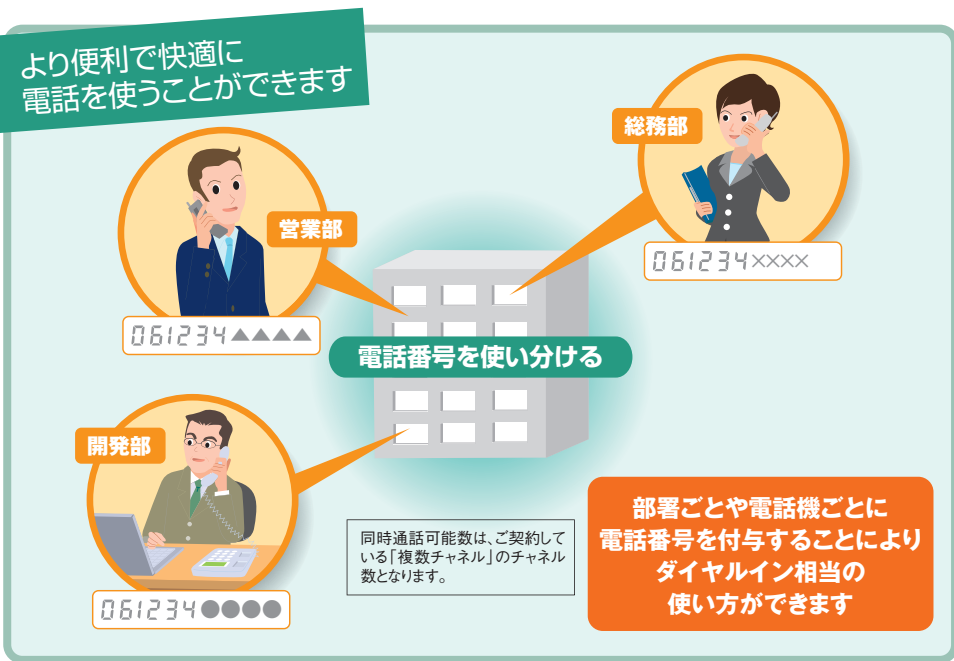 より便利で快適に
電話を使うことができます
総務部
061234××××
営業部
061234▲▲▲▲
電話番号を使い分ける
開発部
061234●●●●
同時通話可能数は、ご契約して
いる「複数チャネル」のチャネル
数となります。
部署ごとや電話機ごとに
電話番号を付与することにより
ダイヤルイン相当の
使い方ができます